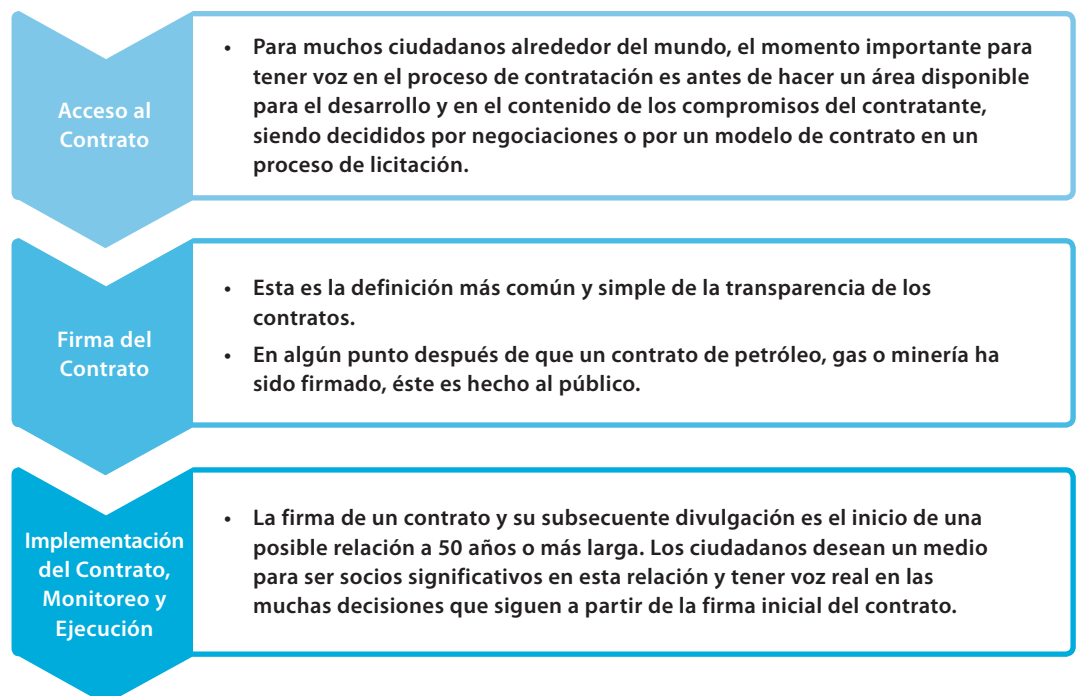 Acceso al
Contrato
• Para muchos ciudadanos alrededor del mundo, el momento importante para
tener voz en el proceso de contratación es antes de hacer un área disponible
para el desarrollo y en el contenido de los compromisos del contratante,
siendo decididos por negociaciones o por un modelo de contrato en un
proceso de licitación.
Firma del
Contrato
• Esta es la definición más común y simple de la transparencia de los
contratos.
• En algún punto después de que un contrato de petróleo, gas o minería ha
sido firmado, éste es hecho al público.
Implementación
del Contrato,
Monitoreo y
Ejecución
• La firma de un contrato y su subsecuente divulgación es el inicio de una
posible relación a 50 años o más larga. Los ciudadanos desean un medio
para ser socios significativos en esta relación y tener voz real en las
muchas decisiones que siguen a partir de la firma inicial del contrato.